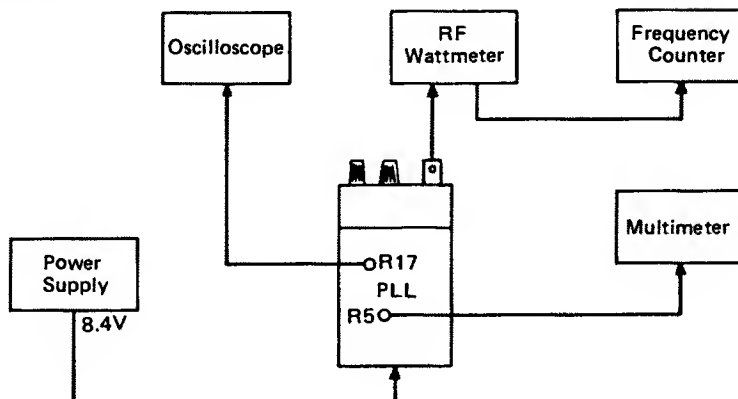 Oscilloscope
RF
Wattmeter
Frequency
Counter
Multimeter
Power
Supply
8.4V
R17
PLL
R5